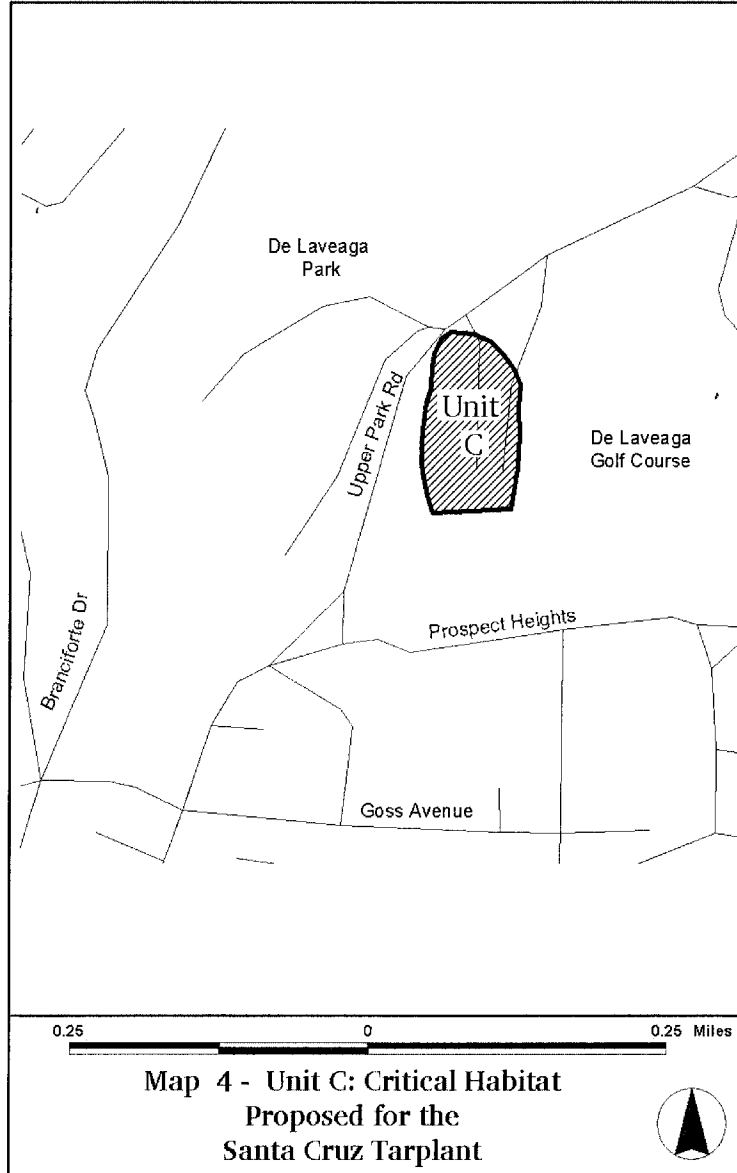 De Laveaga
Park
Upper Park Rd
Unit
C
De Laveaga
Golf Course
Branciforte Dr
Prospect Heights
Goss Avenue
0.25 0 0.25 Miles
Map 4 - Unit C: Critical Habitat
Proposed for the
Santa Cruz Tarplant